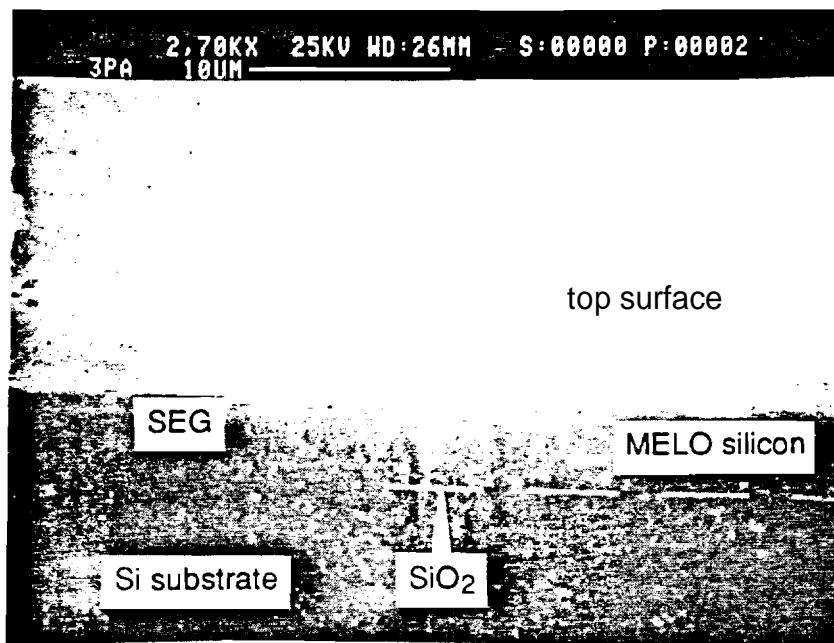 2.70KX 25KV WD:26MM S:00000 P:00002
3PA 10UM
top surface
SEG
MELO silicon
Si substrate
SiO₂